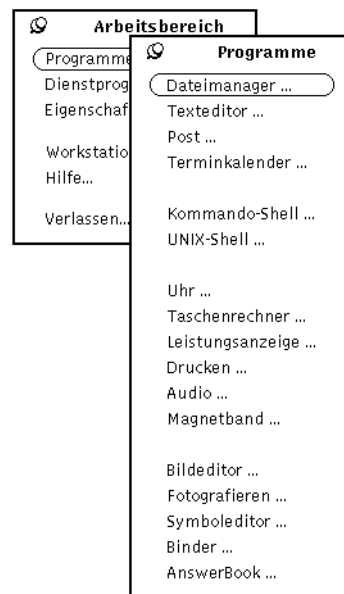 Arbeitsbereich
Programme
Dienstprog
Eigenschaf
Workstatio
Hilfe...
Verlassen...
Programme
Dateimanager ...
Texteditor ...
Post ...
Terminkalender ...
Kommando-Shell ...
UNIX-Shell ...
Uhr ...
Taschenrechner ...
Leistungsanzeige ...
Drucken ...
Audio ...
Magnetband ...
Bildeditor ...
Fotografieren ...
Symboleditor ...
Binder ...
AnswerBook ...